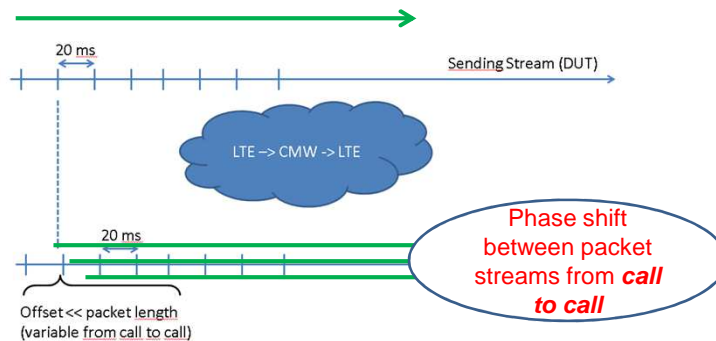 20 ms
Sending Stream (DUT)
LTE –> CMW -> LTE
20 ms
Phase shift
between packet
streams from call
to call
Offset << packet length
(variable from call to call)